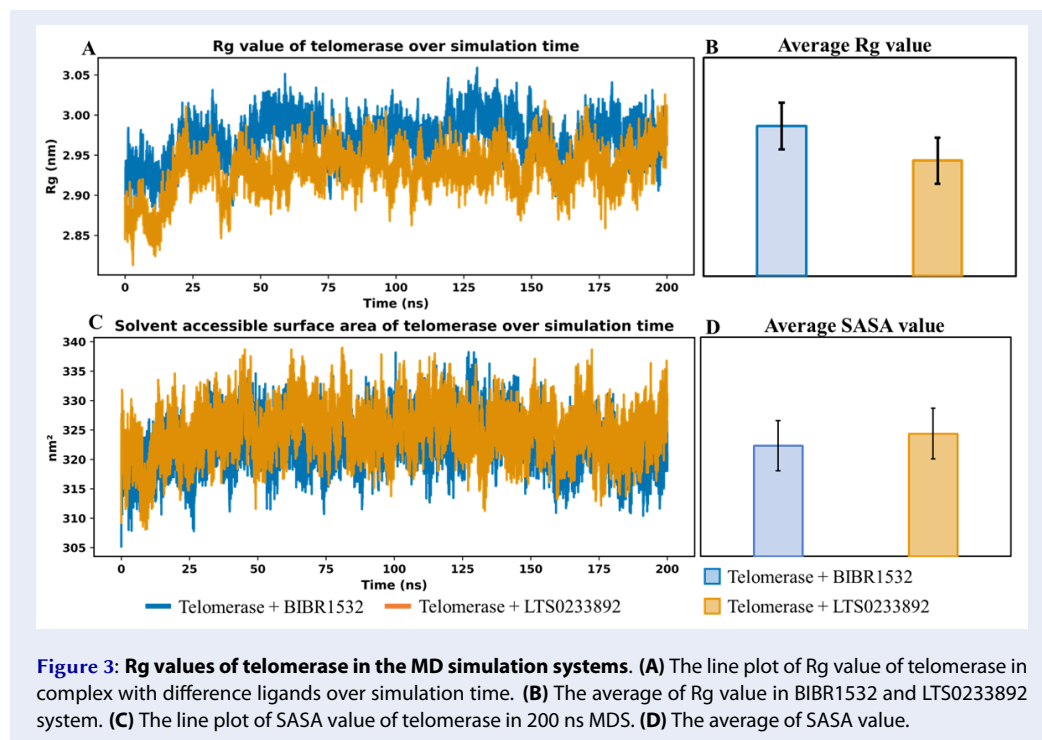 A
Rg value of telomerase over simulation time
B
Average Rg value
3.05
3.00
2.95
2.90
2.85
Rg (nm)
0 25 50 75 100 125 150 175 200
Time (ns)
C
Solvent accessible surface area of telomerase over simulation time
D
Average SASA value
340
335
330
325
320
315
310
305
nm²
0 25 50 75 100 125 150 175 200
Time (ns)
Telomerase + BIBR1532 Telomerase + LTS0233892
Telomerase + BIBR1532
Telomerase + LTS0233892
Figure 3: Rg values of telomerase in the MD simulation systems. (A) The line plot of Rg value of telomerase in
complex with difference ligands over simulation time. (B) The average of Rg value in BIBR1532 and LTS0233892
system. (C) The line plot of SASA value of telomerase in 200 ns MDS. (D) The average of SASA value.